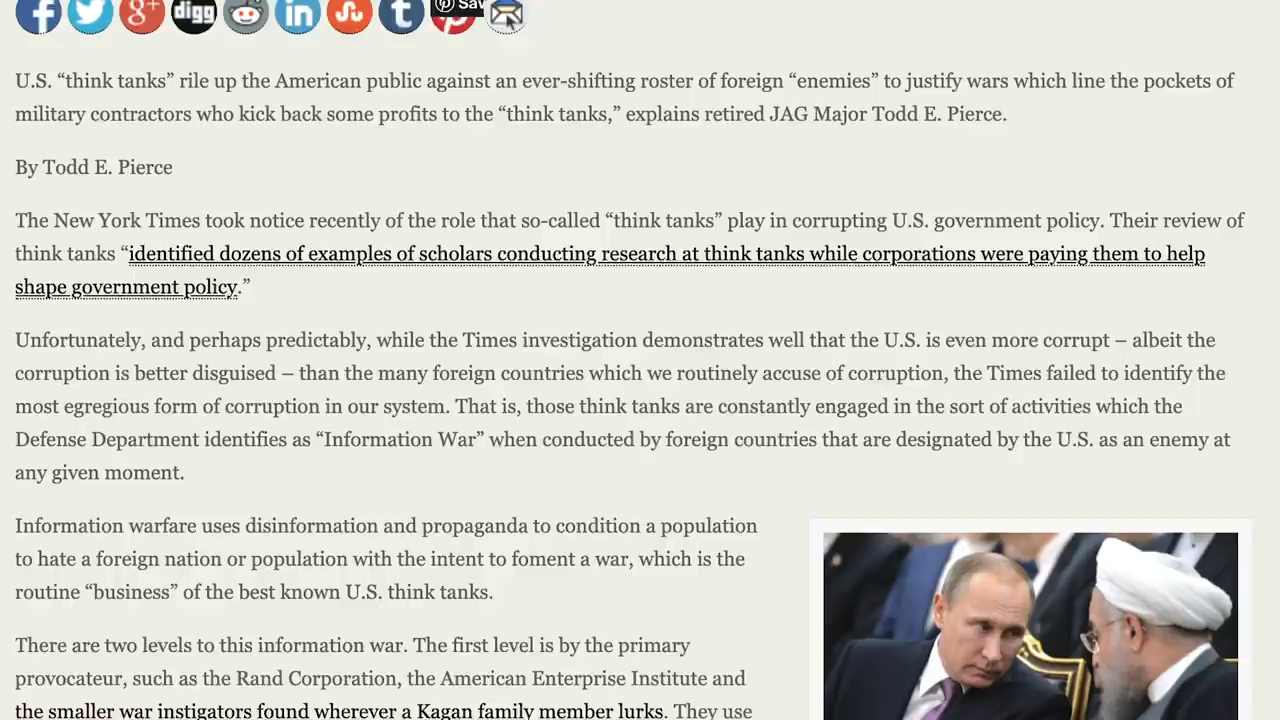 g+ digg in t Sav
U.S. “think tanks” rile up the American public against an ever-shifting roster of foreign “enemies” to justify wars which line the pockets of
military contractors who kick back some profits to the “think tanks,” explains retired JAG Major Todd E. Pierce.
By Todd E. Pierce
The New York Times took notice recently of the role that so-called “think tanks” play in corrupting U.S. government policy. Their review of
think tanks “identified dozens of examples of scholars conducting research at think tanks while corporations were paying them to help
shape government policy.”
Unfortunately, and perhaps predictably, while the Times investigation demonstrates well that the U.S. is even more corrupt – albeit the
corruption is better disguised – than the many foreign countries which we routinely accuse of corruption, the Times failed to identify the
most egregious form of corruption in our system. That is, those think tanks are constantly engaged in the sort of activities which the
Defense Department identifies as “Information War” when conducted by foreign countries that are designated by the U.S. as an enemy at
any given moment.
Information warfare uses disinformation and propaganda to condition a population
to hate a foreign nation or population with the intent to foment a war, which is the
routine “business” of the best known U.S. think tanks.
There are two levels to this information war. The first level is by the primary
provocateur, such as the Rand Corporation, the American Enterprise Institute and
the smaller war instigators found wherever a Kagan family member lurks. They use